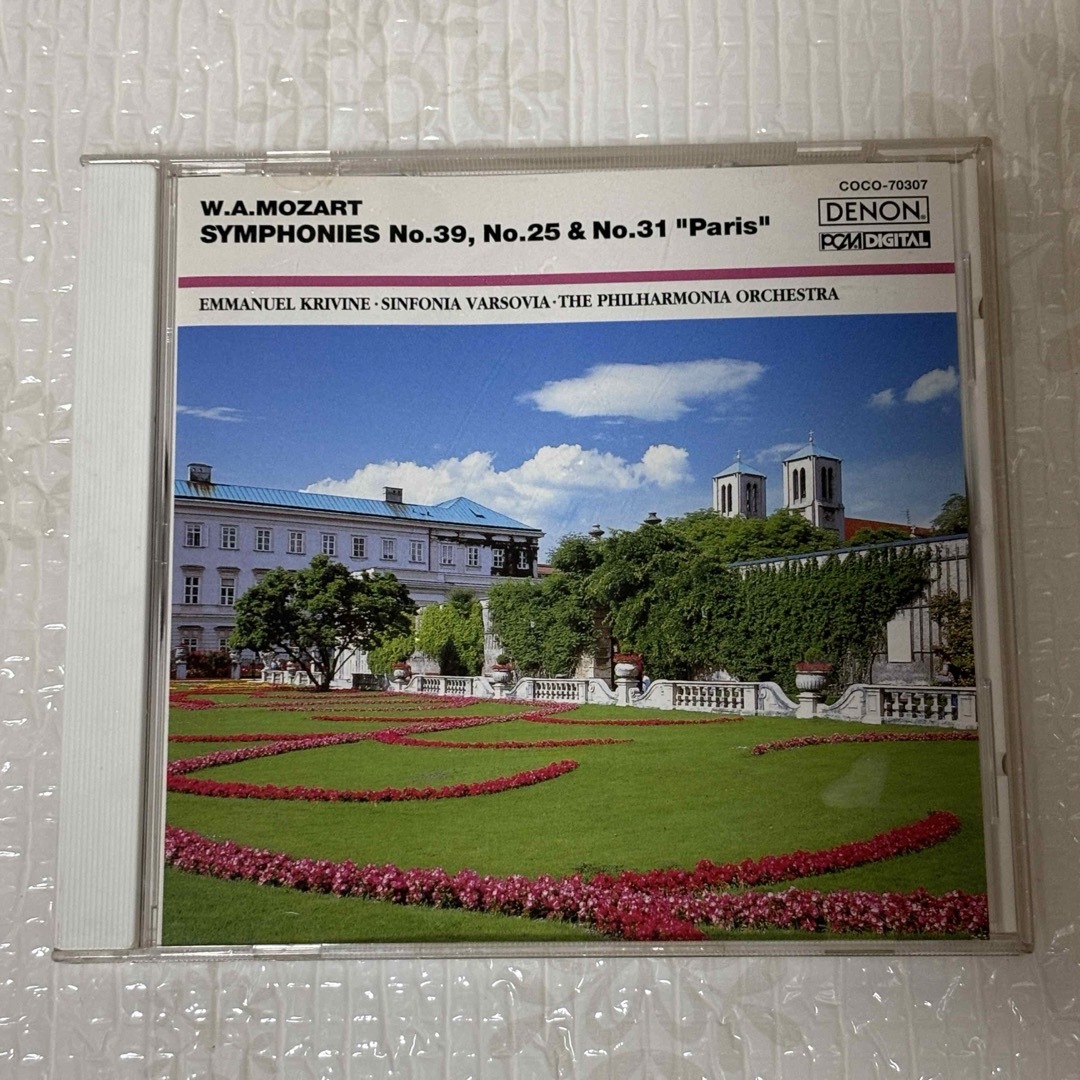 COCO-70307
W.A.MOZART
SYMPHONIES No.39, No.25 & No.31 "Paris"
DENON®
PCM DIGITAL
EMMANUEL KRIVINE・SINFONIA VARSOVIA・THE PHILHARMONIA ORCHESTRA